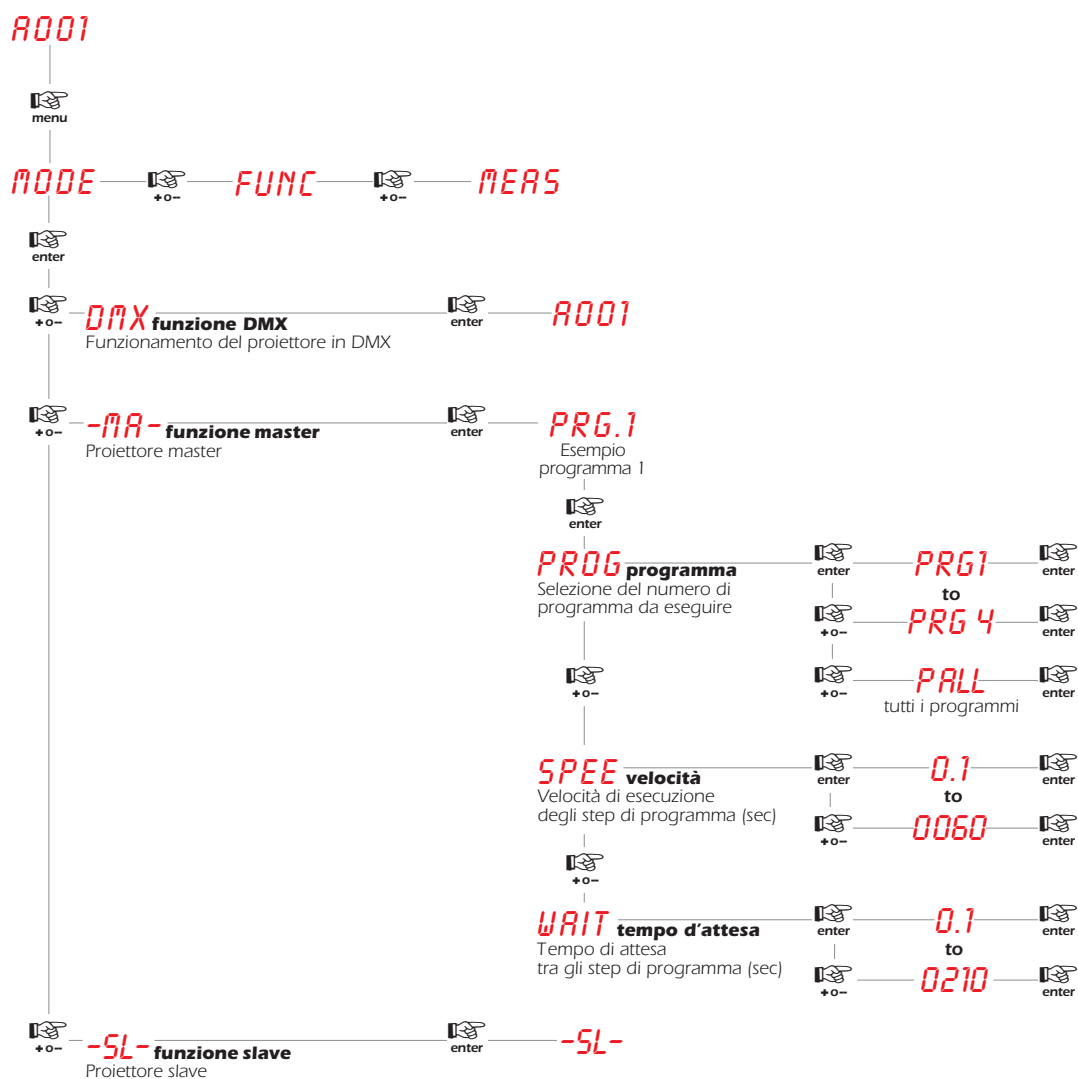 A001
menu
MODE +o- FUNC +o- MEAS
enter
+o- DMX funzione DMX enter A001
Funzionamento del proiettore in DMX
+o- -MA- funzione master enter PRG.1
Proiettore master
Esempio
programma 1
enter
PROG programma enter PRG1 enter
Selezione del numero di
programma da eseguire
to
+o- PRG 4 enter
+o-
+o- PALL enter
tutti i programmi
SPEE velocità enter 0.1 enter
Velocità di esecuzione
degli step di programma (sec)
to
+o- 0060 enter
+o-
WAIT tempo d'attesa enter 0.1 enter
Tempo di attesa
tra gli step di programma (sec)
to
+o- 0210 enter
+o- -SL- funzione slave enter -SL-
Proiettore slave